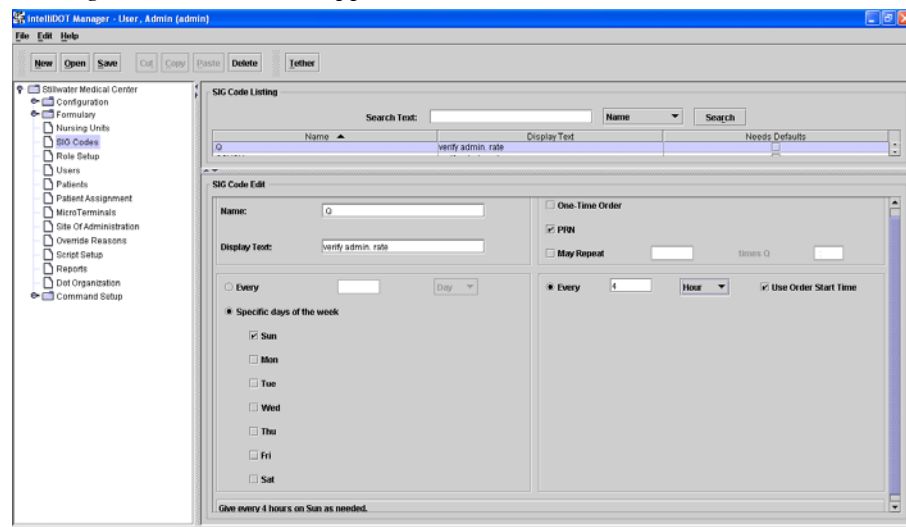 IntelliDOT Manager - User, Admin (admin)
File Edit Help
New Open Save Cut Copy Paste Delete Tether
Stillwater Medical Center
Configuration
Formulary
Nursing Units
SIG Codes
Role Setup
Users
Patients
Patient Assignment
MicroTerminals
Site Of Administration
Override Reasons
Script Setup
Reports
Dot Organization
Command Setup
SIG Code Listing
Search Text: Name Search
Name Display Text Needs Defaults
Q verify admin. rate
SIG Code Edit
Name: Q
Display Text: verify admin. rate
One-Time Order
PRN
May Repeat times Q
Every Day
Specific days of the week
Sun
Mon
Tue
Wed
Thu
Fri
Sat
Every 4 Hour Use Order Start Time
Give every 4 hours on Sun as needed.